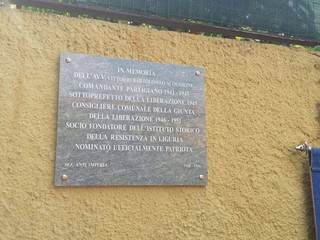 IN MEMORIA
DELL'AVV. VITTORIO
COMANDANTE PARTIGIANO 1943 - 1945
SOTTOPREFETTO DELLA LIBERAZIONE 1945
CONSIGLIERE COMUNALE DELLA GIUNTA
DELLA LIBERAZIONE 1946 - 1951
SOCIO FONDATORE DELL'ISTITUTO STORICO
DELLA RESISTENZA IN LIGURIA
NOMINATO UFFICIALMENTE PATRIOTA
SEZ. ANPI IMPERIA